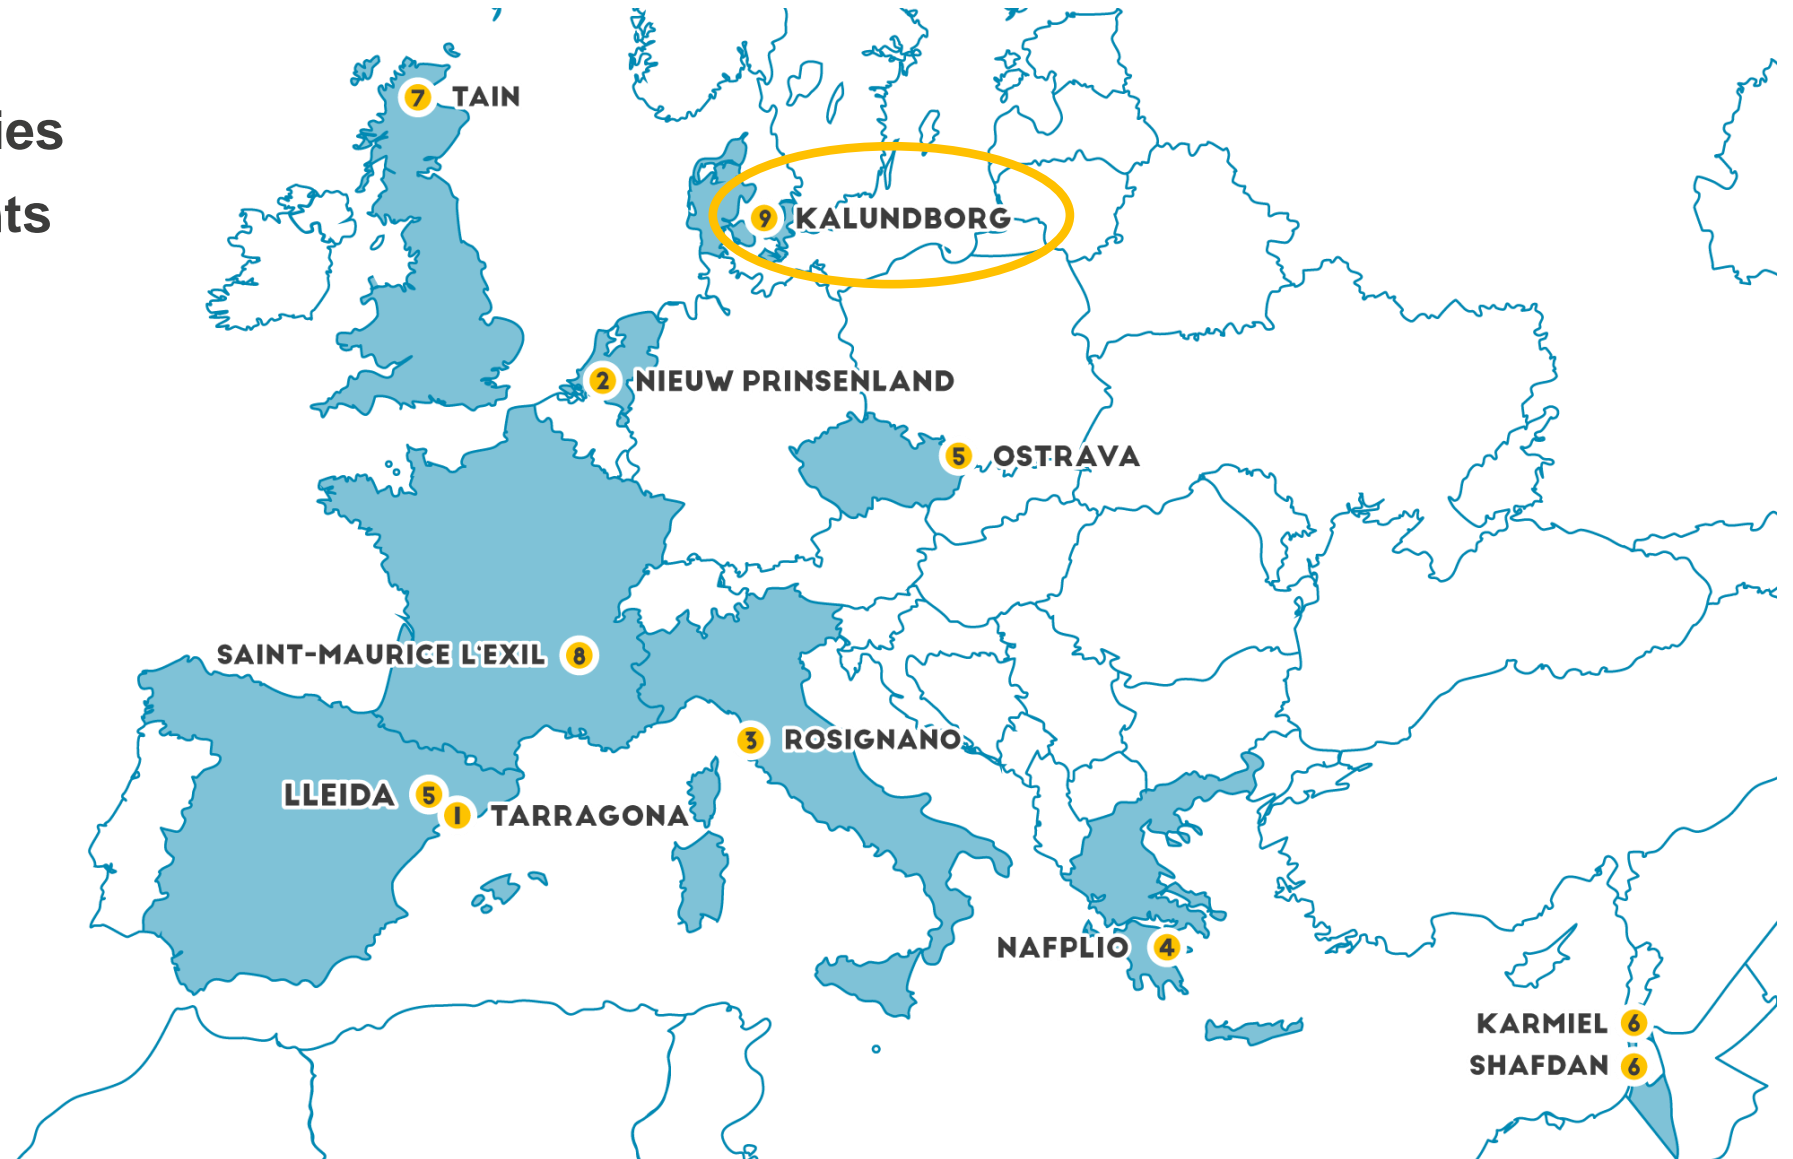 7 TAIN
ies
nts
9 KALUNDBORG
2 NIEUW PRINSENLAND
5 OSTRAVA
SAINT-MAURICE L'EXIL 8
3 ROSIGNANO
LLEIDA 5
1 TARRAGONA
NAFPLIO 4
KARMIEL 6
SHAFDAN 6